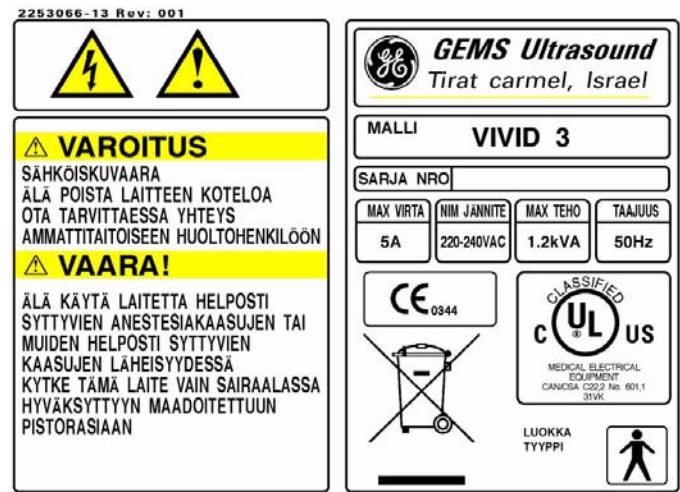 2253066-13 Rev: 001
VAROITUS
SÄHKÖISKUVAARA
ÄLÄ POISTA LAITTEEN KOTELOA
OTA TARVITTAESSA YHTEYS
AMMATTITAITOISEEN HUOLTOHENKILÖÖN
VAARA!
ÄLÄ KÄYTÄ LAITETTA HELPOSTI
SYTTYVIEN ANESTESIAKAASUJEN TAI
MUIDEN HELPOSTI SYTTYVIEN
KAASUJEN LÄHEISYYDESSÄ
KYTKE TÄMÄ LAITE VAIN SAIRAALASSA
HYVÄKSYTTYYN MAADOITETTUUN
PISTORASIAAN
GE GEMS Ultrasound
Tirat carmel, Israel
MALLI VIVID 3
SARJA NRO
MAX VIRTA NIM JÄNNITE MAX TEHO TAAJUUS
5A 220-240VAC 1.2kVA 50Hz
CE 0344
CLASSIFIED
C UL ® US
MEDICAL ELECTRICAL
EQUIPMENT
CAN/CSA C22,2 No. 601,1
31VK
LUOKKA
TYYPPI